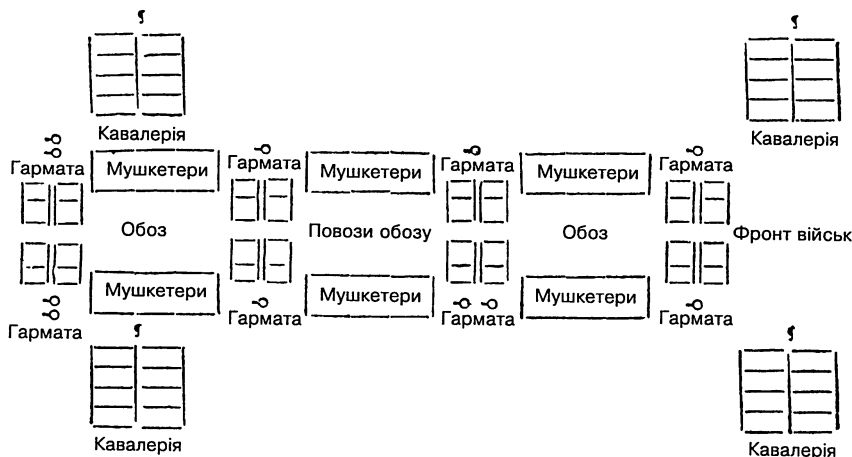 Кавалерія
Кавалерія
Гармата
Мушкетери
Гармата
Мушкетери
Гармата
Мушкетери
Гармата
Обоз
Повози обозу
Обоз
Фронт військ
Мушкетери
Мушкетери
Мушкетери
Гармата
Гармата
Гармата
Гармата
Кавалерія
Кавалерія